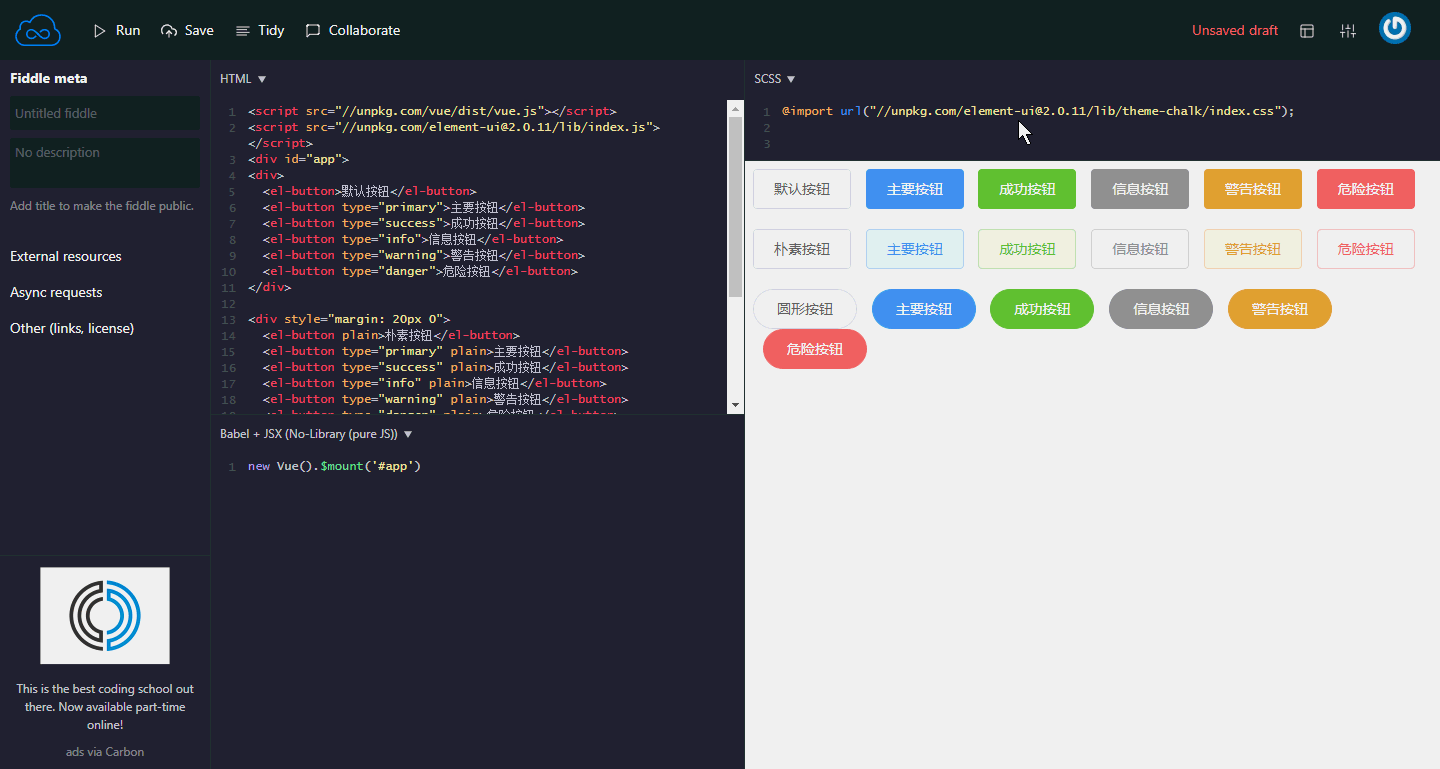 Run
Save
Tidy
Collaborate
Unsaved draft
Fiddle meta
Untitled fiddle
No description
Add title to make the fiddle public.
External resources
Async requests
Other (links, license)
This is the best coding school out
there. Now available part-time
online!
ads via Carbon
HTML
1 <script src="//unpkg.com/vue/dist/vue.js"></script>
2 <script src="//unpkg.com/element-ui@2.0.11/lib/index.js">
</script>
3 <div id="app">
4 <div>
5 <el-button>默认按钮</el-button>
6 <el-button type="primary">主要按钮</el-button>
7 <el-button type="success">成功按钮</el-button>
8 <el-button type="info">信息按钮</el-button>
9 <el-button type="warning">警告按钮</el-button>
10 <el-button type="danger">危险按钮</el-button>
11 </div>
12
13 <div style="margin: 20px 0">
14 <el-button plain>朴素按钮</el-button>
15 <el-button type="primary" plain>主要按钮</el-button>
16 <el-button type="success" plain>成功按钮</el-button>
17 <el-button type="info" plain>信息按钮</el-button>
18 <el-button type="warning" plain>警告按钮</el-button>
19 <el-button type="danger" plain>危险按钮</el-button>
Babel + JSX (No-Library (pure JS))
1 new Vue().$mount('#app')
SCSS
1 @import url("//unpkg.com/element-ui@2.0.11/lib/theme-chalk/index.css");
2
3
默认按钮 主要按钮 成功按钮 信息按钮 警告按钮 危险按钮
朴素按钮 主要按钮 成功按钮 信息按钮 警告按钮 危险按钮
圆形按钮 主要按钮 成功按钮 信息按钮 警告按钮
危险按钮